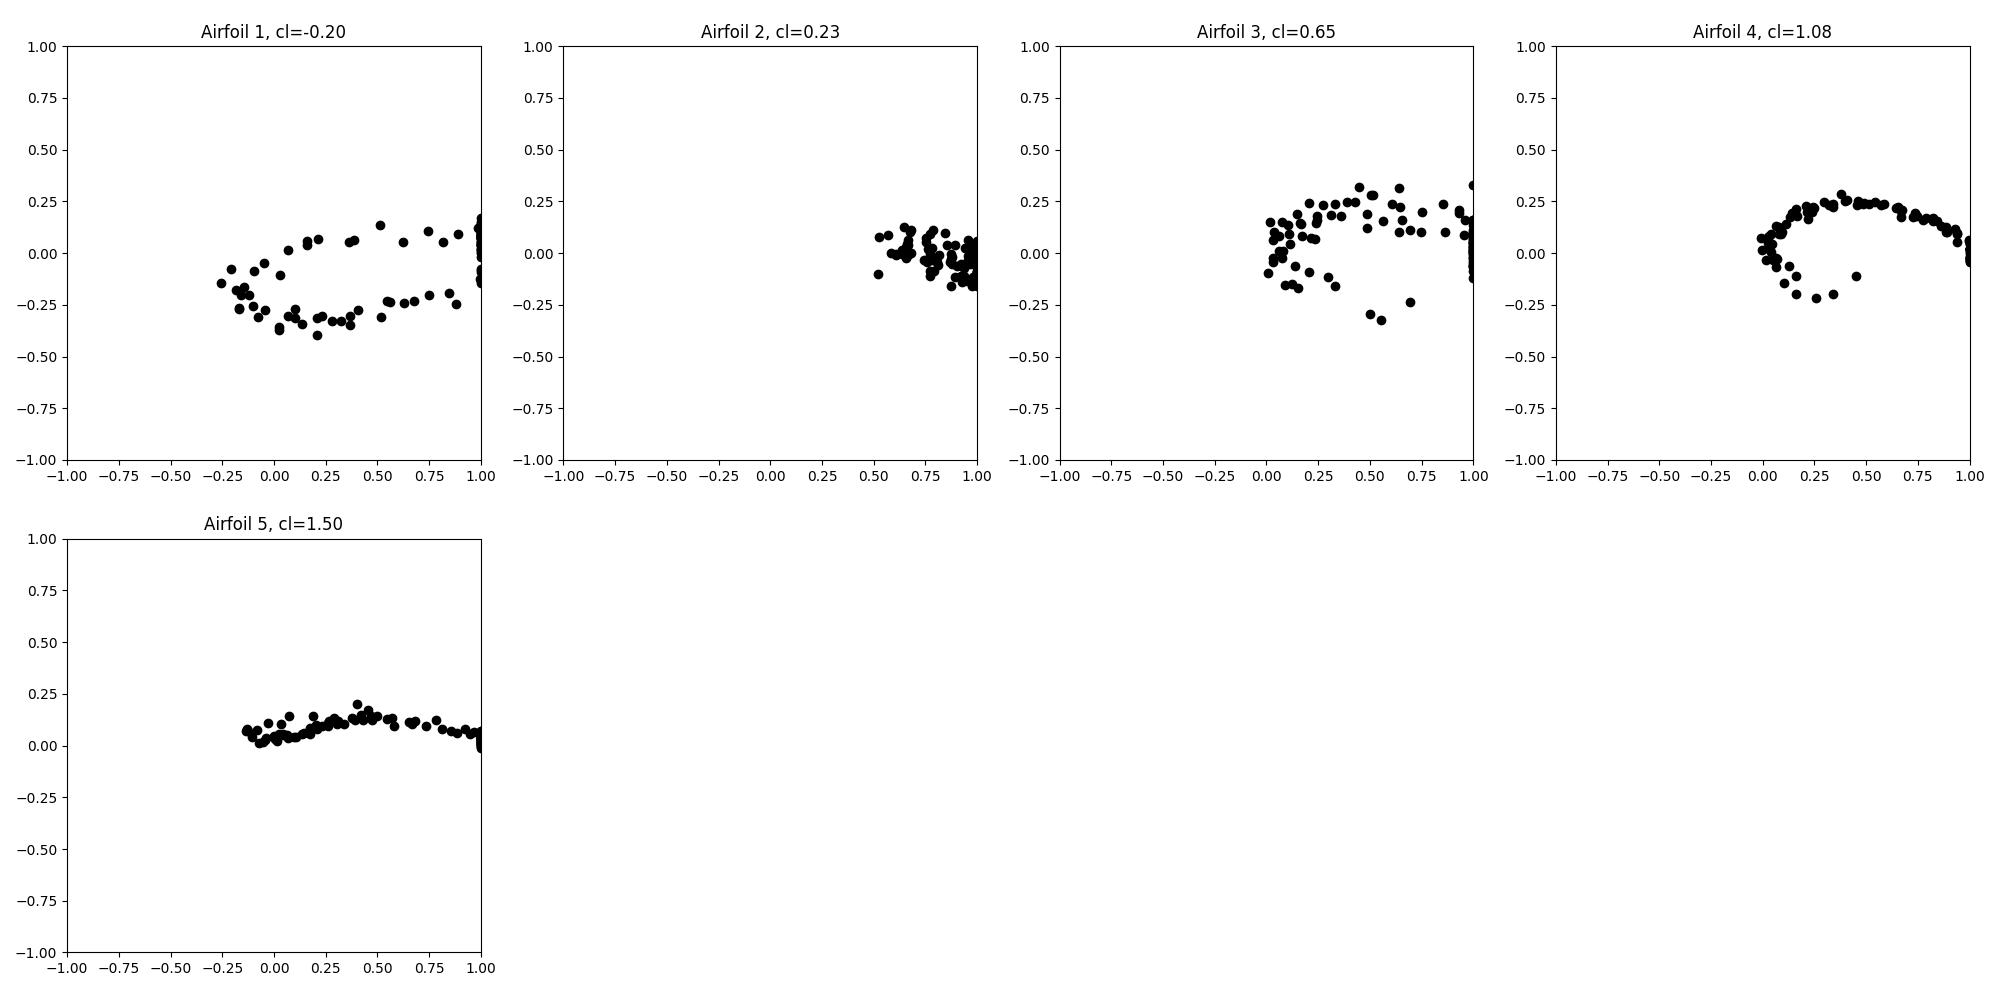 Airfoil 1, cl=-0.20
Airfoil 2, cl=0.23
Airfoil 3, cl=0.65
Airfoil 4, cl=1.08
1.00 1.00 1.00 1.00
0.75 0.75 0.75 0.75
0.50 0.50 0.50 0.50
0.25 0.25 0.25 0.25
0.00 0.00 0.00 0.00
−0.25 −0.25 −0.25 −0.25
−0.50 −0.50 −0.50 −0.50
−0.75 −0.75 −0.75 −0.75
−1.00 −1.00 −1.00 −1.00
−1.00 −0.75 −0.50 −0.25 0.00 0.25 0.50 0.75 1.00
−1.00 −0.75 −0.50 −0.25 0.00 0.25 0.50 0.75 1.00
−1.00 −0.75 −0.50 −0.25 0.00 0.25 0.50 0.75 1.00
−1.00 −0.75 −0.50 −0.25 0.00 0.25 0.50 0.75 1.00
Airfoil 5, cl=1.50
1.00
0.75
0.50
0.25
0.00
−0.25
−0.50
−0.75
−1.00
−1.00 −0.75 −0.50 −0.25 0.00 0.25 0.50 0.75 1.00